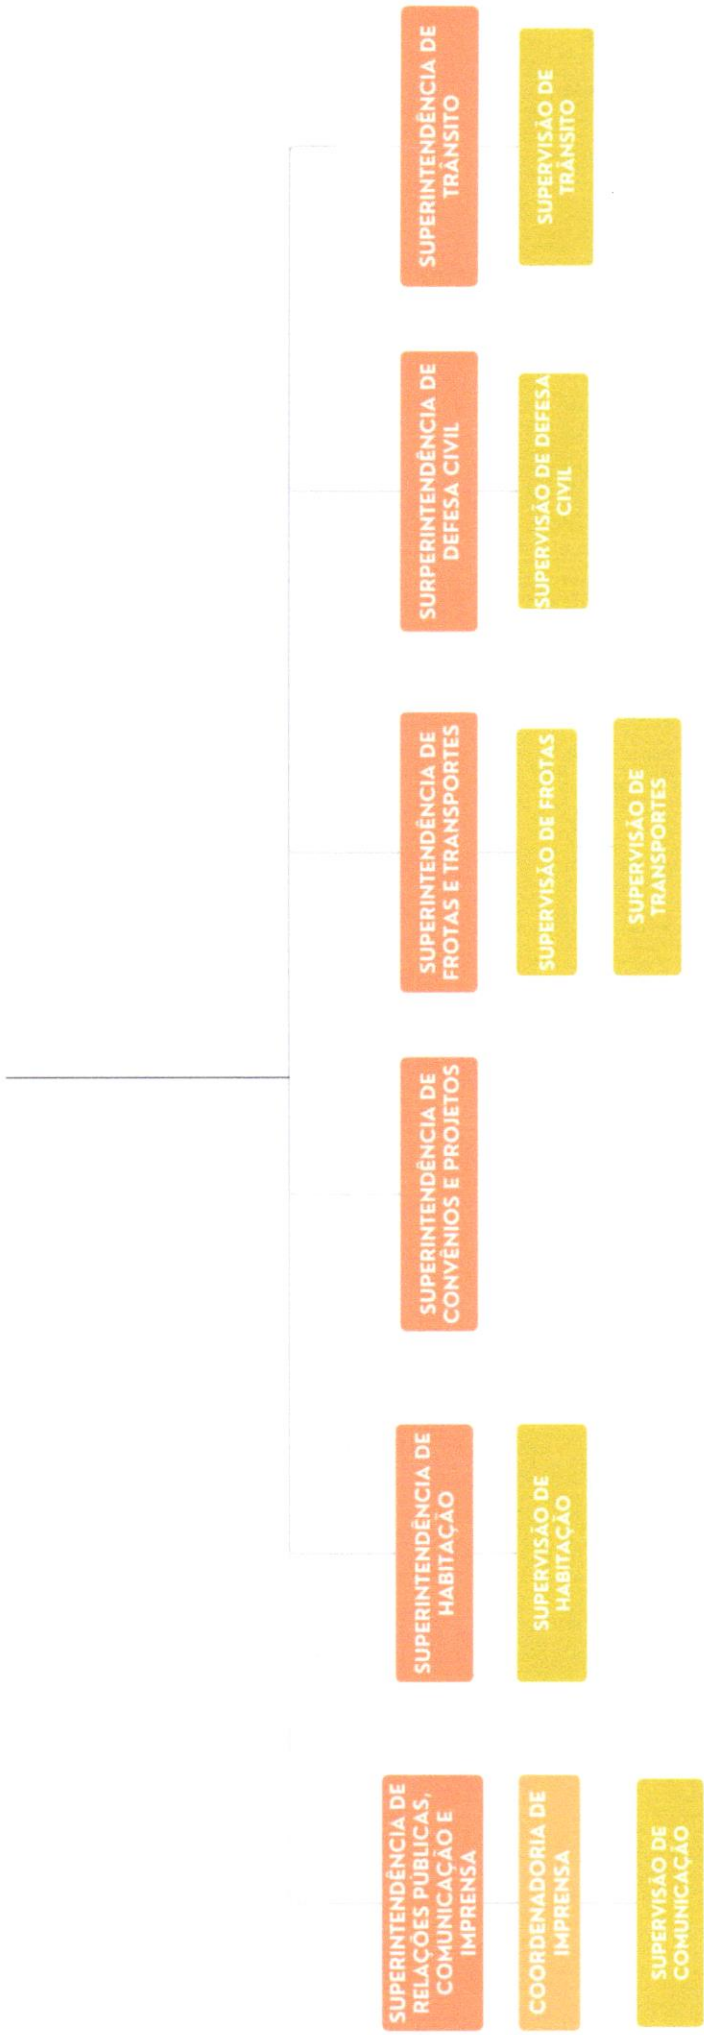 SUPERINTENDÊNCIA DE
RELAÇÕES PÚBLICAS,
COMUNICAÇÃO E
IMPRENSA
COORDENADORIA DE
IMPRENSA
SUPERVISÃO DE
COMUNICAÇÃO
SUPERINTENDÊNCIA DE
HABITAÇÃO
SUPERVISÃO DE
HABITAÇÃO
SUPERINTENDÊNCIA DE
CONVÊNIOS E PROJETOS
SUPERINTENDÊNCIA DE
FROTAS E TRANSPORTES
SUPERVISÃO DE FROTAS
SUPERVISÃO DE
TRANSPORTES
SURPERINTENDÊNCIA DE
DEFESA CIVIL
SUPERVISÃO DE DEFESA
CIVIL
SUPERINTENDÊNCIA DE
TRÂNSITO
SUPERVISÃO DE
TRÂNSITO